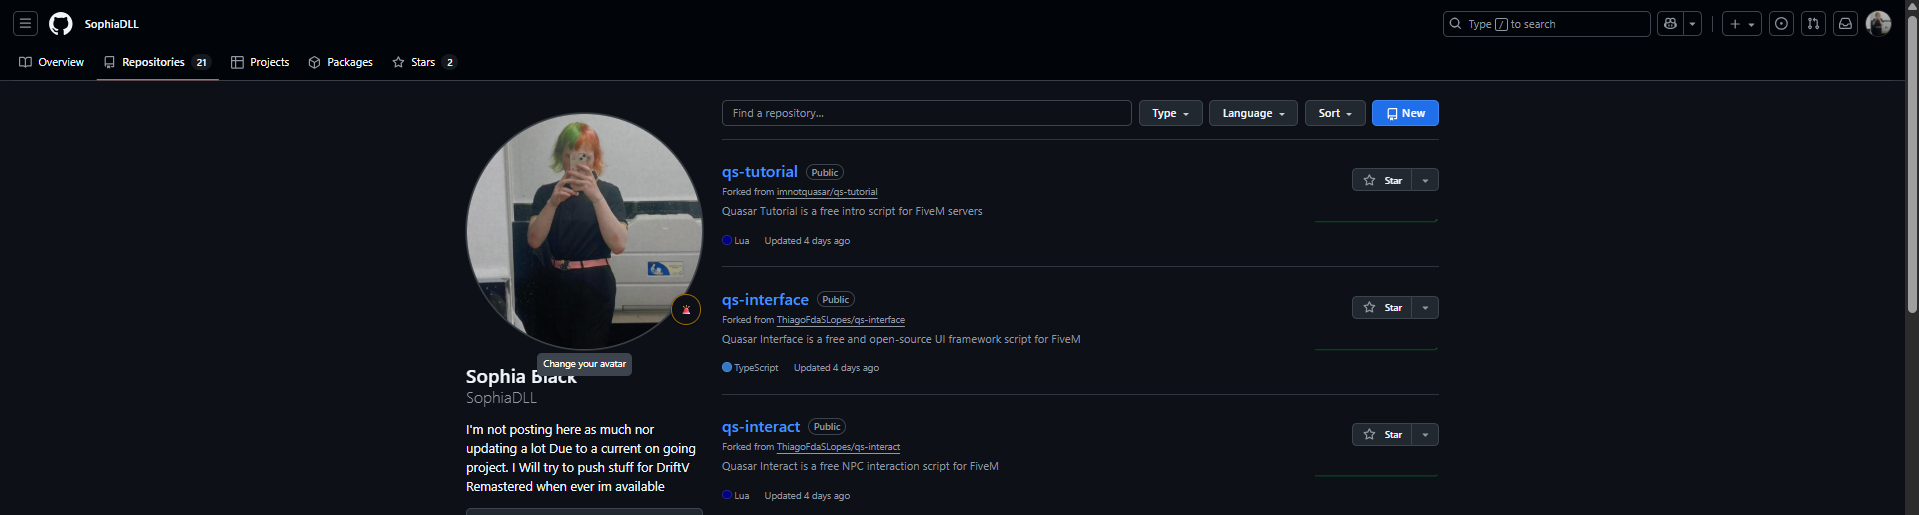 SophiaDLL
Type / to search
Overview
Repositories 21
Projects
Packages
Stars 2
Find a repository...
Type
Language
Sort
New
qs-tutorial Public
Star
Forked from imnotquasar/qs-tutorial
Quasar Tutorial is a free intro script for FiveM servers
Lua Updated 4 days ago
qs-interface Public
Star
Forked from ThiagoFdaSLopes/qs-interface
Quasar Interface is a free and open-source UI framework script for FiveM
TypeScript Updated 4 days ago
qs-interact Public
Star
Forked from ThiagoFdaSLopes/qs-interact
Quasar Interact is a free NPC interaction script for FiveM
Lua Updated 4 days ago
Change your avatar
Sophia Black
SophiaDLL
I'm not posting here as much nor
updating a lot Due to a current on going
project. I Will try to push stuff for DriftV
Remastered when ever im available